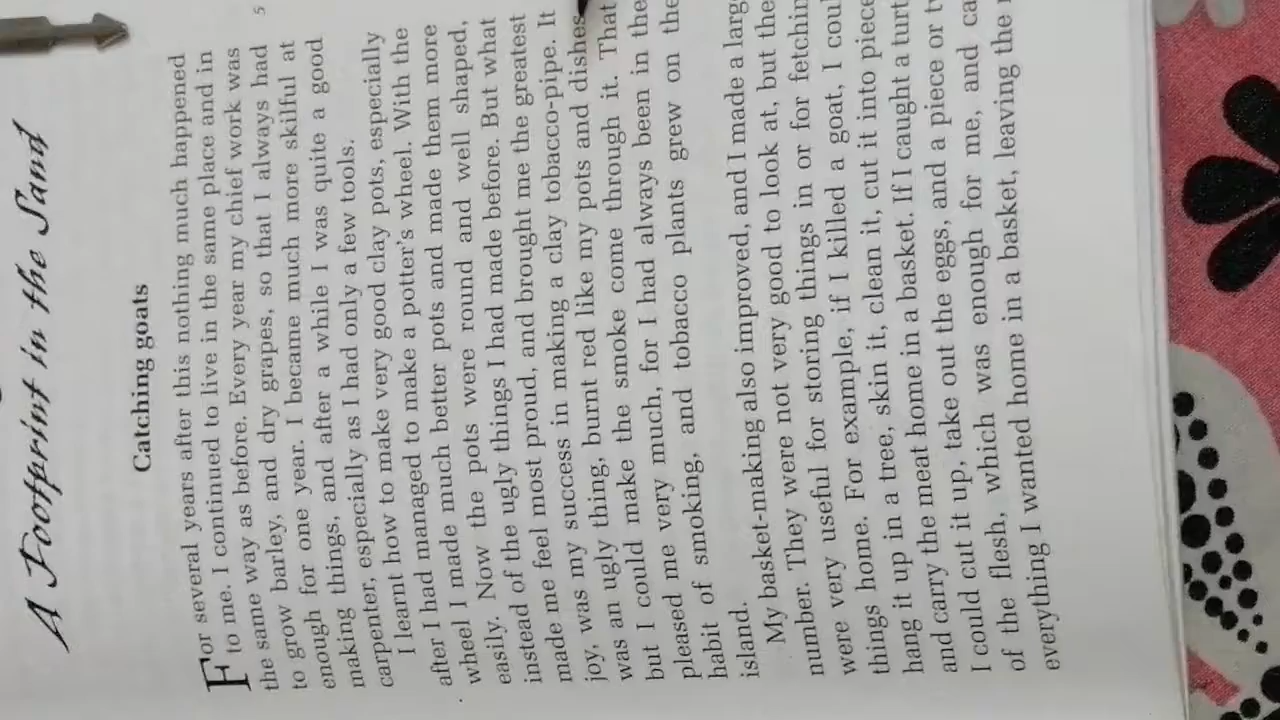 A Footprint in the Sand
Catching goats
For several years after this nothing much happened
to me. I continued to live in the same place and in
the same way as before. Every year my chief work was
to grow barley, and dry grapes, so that I always had 5
enough for one year. I became much more skilful at
making things, and after a while I was quite a good
carpenter, especially as I had only a few tools.
I learnt how to make very good clay pots, especially
after I had managed to make a potter's wheel. With the
wheel I made much better pots and made them more
easily. Now the pots were round and well shaped,
instead of the ugly things I had made before. But what
made me feel most proud, and brought me the greatest
joy, was my success in making a clay tobacco-pipe. It
was an ugly thing, burnt red like my pots and dishes
but I could make the smoke come through it. That
pleased me very much, for I had always been in the
habit of smoking, and tobacco plants grew on the
island.
My basket-making also improved, and I made a
number. They were not very good to look at, but
were very useful for storing things in or for
things home. For example, if I killed a goat, I
hang it up in a tree, skin it, clean it, cut it into
and carry the meat home in a basket. If I caught a
I could cut it up, take out the eggs, and a piece or
of the flesh, which was enough for me, and
everything I wanted home in a basket, leaving the